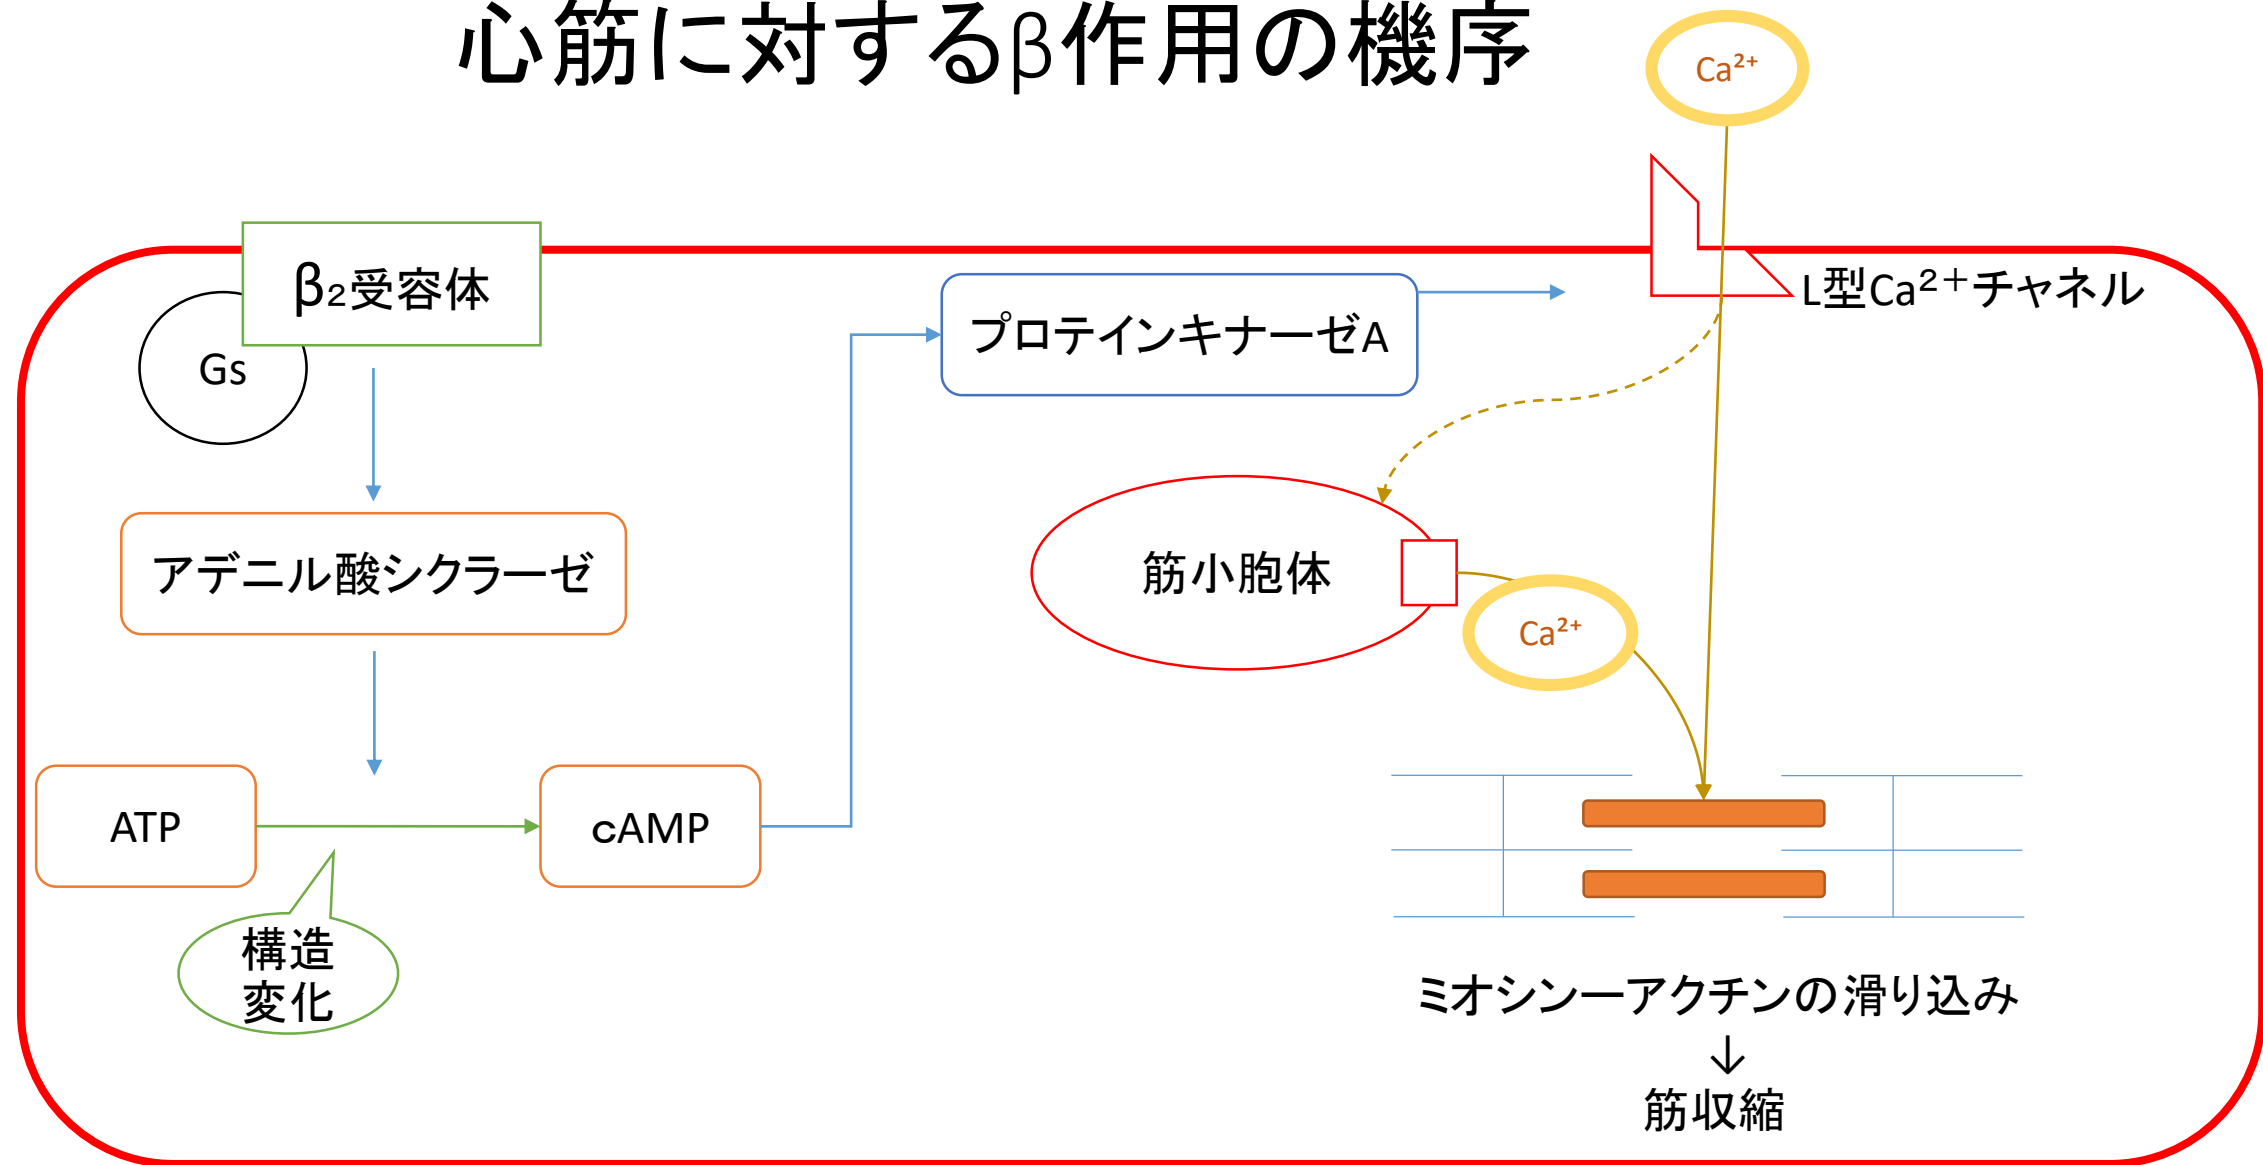 心筋に対するβ作用の機序
Ca²⁺
β₂受容体
Gs
プロテインキナーゼA
L型Ca²⁺チャネル
アデニル酸シクラーゼ
筋小胞体
Ca²⁺
ATP
cAMP
構造
変化
ミオシンーアクチンの滑り込み
↓
筋収縮